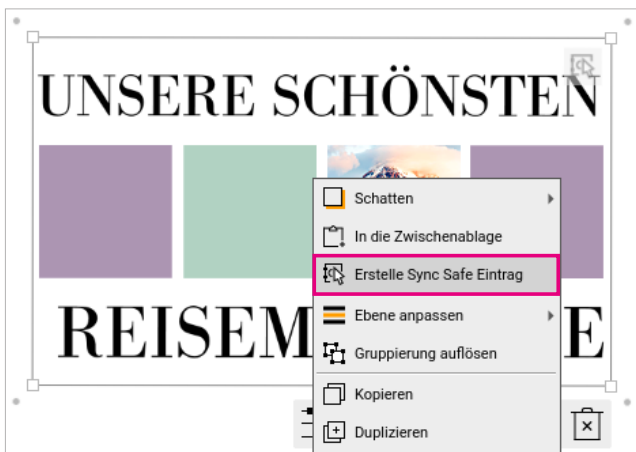 UNSERE SCHÖNSTEN
Schatten
In die Zwischenablage
Erstelle Sync Safe Eintrag
Ebene anpassen
REISEM E
Gruppierung auflösen
Kopieren
Duplizieren